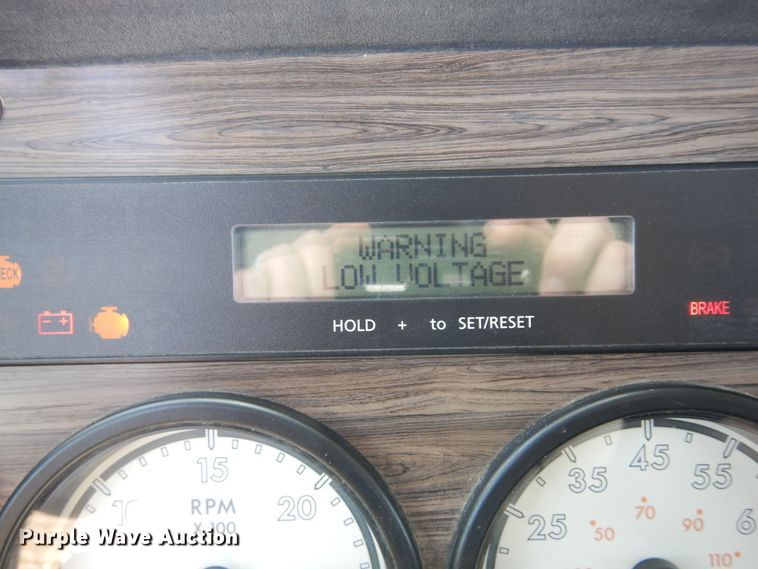 WARNING
LOW VOLTAGE
HOLD + to SET/RESET
BRAKE
15
20
RPM
X 100
25
35
45
55
50
70
90
110
Purple Wave Auction